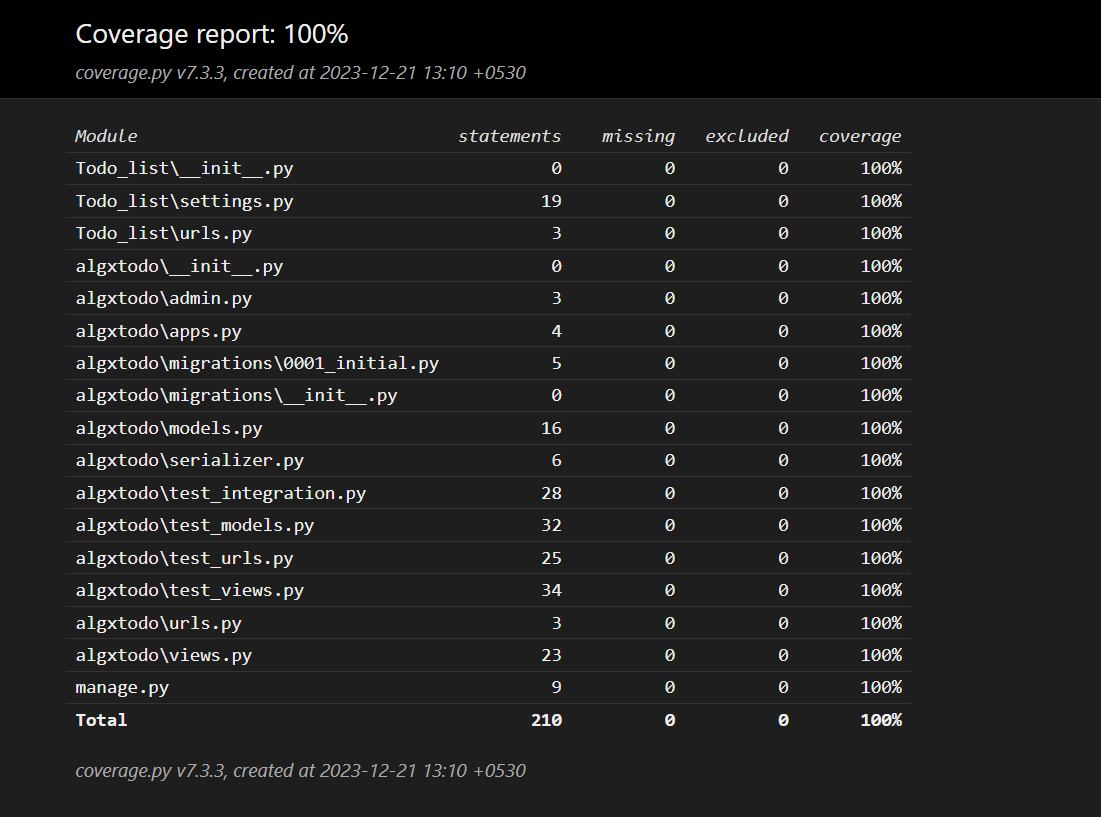 Coverage report: 100%
coverage.py v7.3.3, created at 2023-12-21 13:10 +0530
Module statements missing excluded coverage
Todo_list\__init__.py 0 0 0 100%
Todo_list\settings.py 19 0 0 100%
Todo_list\urls.py 3 0 0 100%
algxtodo\__init__.py 0 0 0 100%
algxtodo\admin.py 3 0 0 100%
algxtodo\apps.py 4 0 0 100%
algxtodo\migrations\0001_initial.py 5 0 0 100%
algxtodo\migrations\__init__.py 0 0 0 100%
algxtodo\models.py 16 0 0 100%
algxtodo\serializer.py 6 0 0 100%
algxtodo\test_integration.py 28 0 0 100%
algxtodo\test_models.py 32 0 0 100%
algxtodo\test_urls.py 25 0 0 100%
algxtodo\test_views.py 34 0 0 100%
algxtodo\urls.py 3 0 0 100%
algxtodo\views.py 23 0 0 100%
manage.py 9 0 0 100%
Total 210 0 0 100%
coverage.py v7.3.3, created at 2023-12-21 13:10 +0530